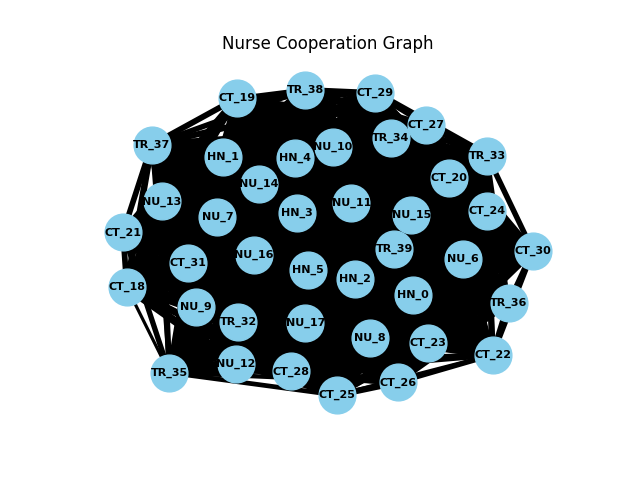 Nurse Cooperation Graph
TR_38
CT_29
CT_19
CT_27
TR_34
TR_37
NU_10
HN_1
HN_4
TR_33
CT_20
NU_14
NU_13
NU_11
CT_24
HN_3
NU_15
NU_7
CT_21
TR_39
CT_30
NU_16
NU_6
CT_31
HN_5
HN_2
CT_18
HN_0
TR_36
NU_9
TR_32
NU_17
NU_8
CT_23
CT_22
NU_12
CT_28
TR_35
CT_26
CT_25